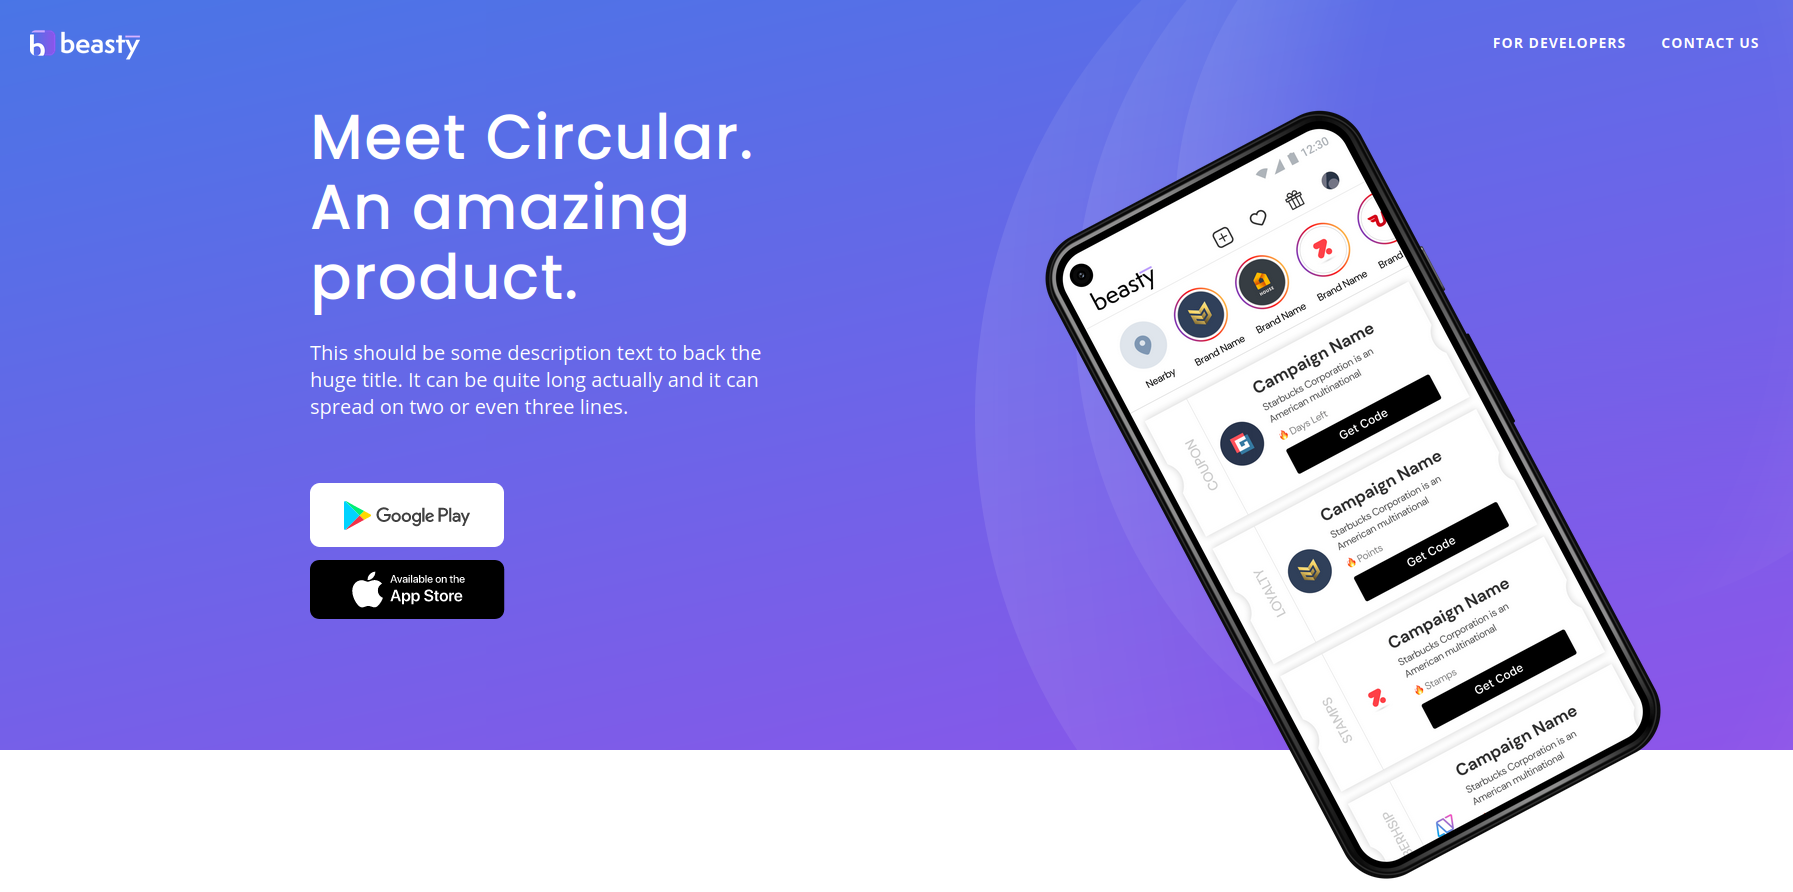 beasty
FOR DEVELOPERS
CONTACT US
Meet Circular.
An amazing
product.
This should be some description text to back the
huge title. It can be quite long actually and it can
spread on two or even three lines.
Google Play
Available on the
App Store
12:30
beasty
Nearby
Brand Name
Brand Name
Brand Name
Brand
HOUSE
COUPON
Campaign Name
Starbucks Corporation is an
American multinational
Days Left
Get Code
LOYALTY
Campaign Name
Starbucks Corporation is an
American multinational
Points
Get Code
STAMPS
Campaign Name
Starbucks Corporation is an
American multinational
Stamps
Get Code
ERHSIP
Campaign Name
Starbucks Corporation is an
American multinational